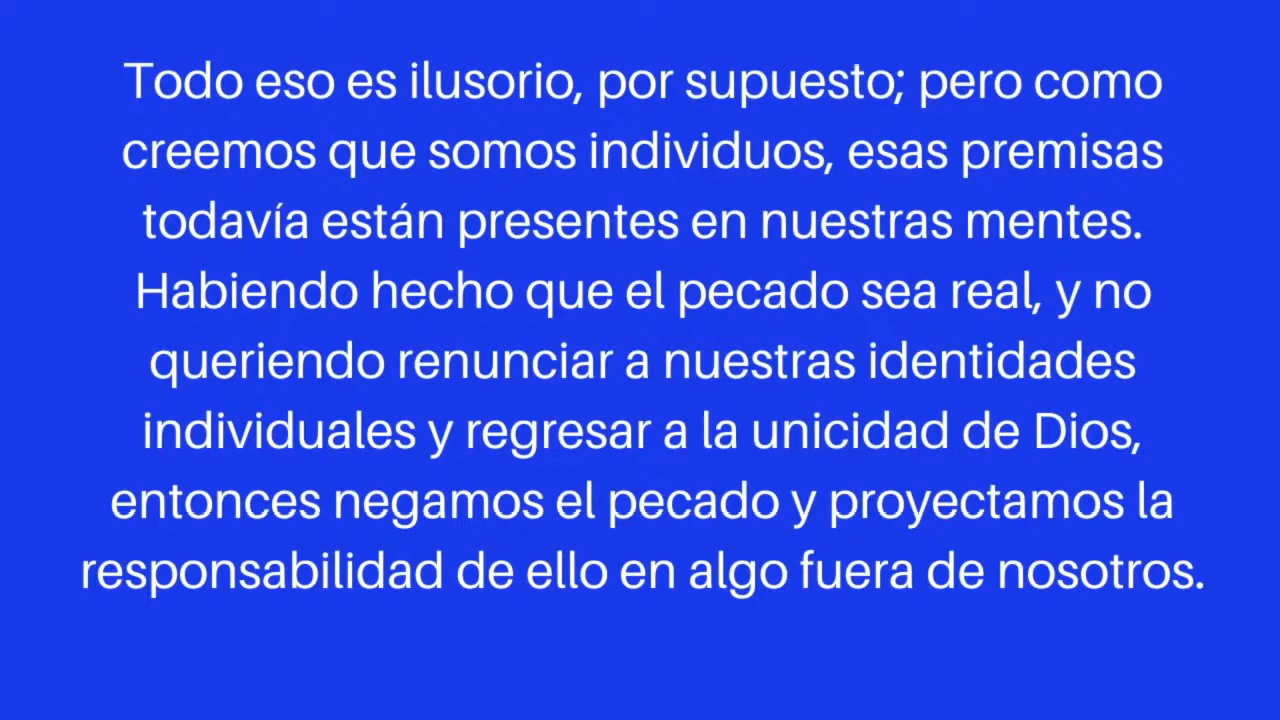 Todo eso es ilusorio, por supuesto; pero como
creemos que somos individuos, esas premisas
todavía están presentes en nuestras mentes.
Habiendo hecho que el pecado sea real, y no
queriendo renunciar a nuestras identidades
individuales y regresar a la unicidad de Dios,
entonces negamos el pecado y proyectamos la
responsabilidad de ello en algo fuera de nosotros.